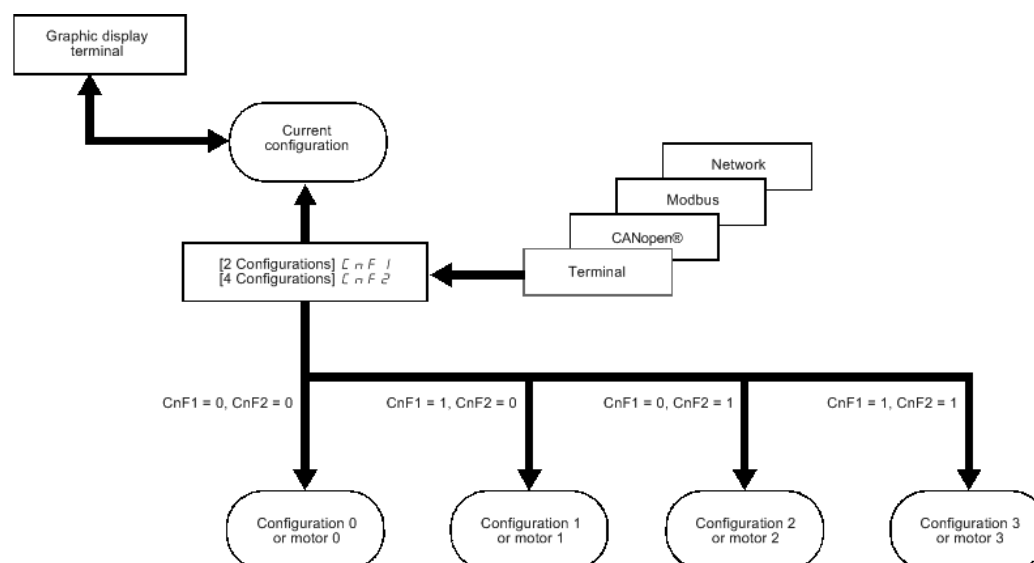 Graphic display
terminal
Current
configuration
Network
Modbus
CANopen®
Terminal
[2 Configurations] CnF1
[4 Configurations] CnF2
CnF1 = 0, CnF2 = 0
CnF1 = 1, CnF2 = 0
CnF1 = 0, CnF2 = 1
CnF1 = 1, CnF2 = 1
Configuration 0
or motor 0
Configuration 1
or motor 1
Configuration 2
or motor 2
Configuration 3
or motor 3